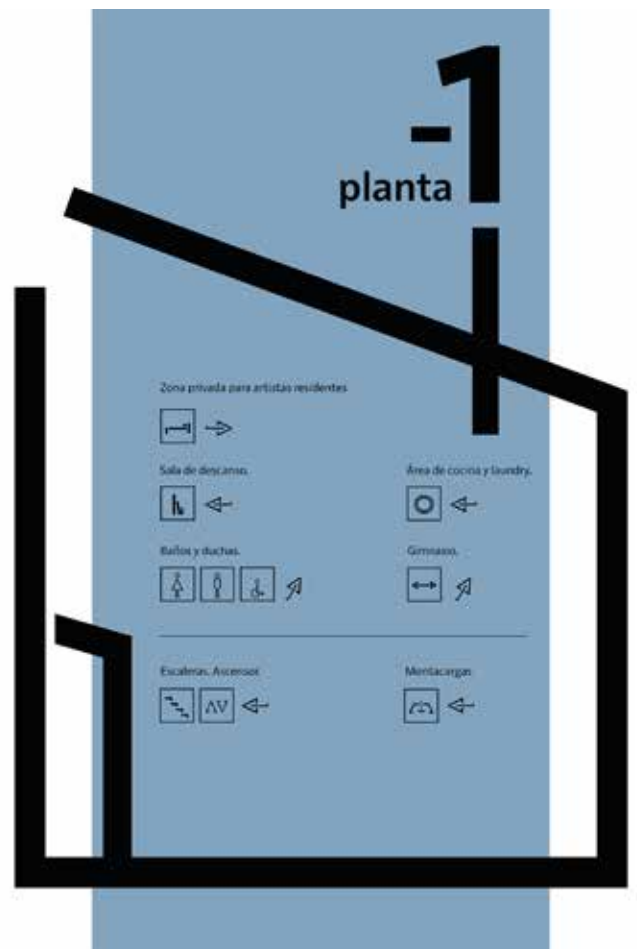 -1
planta
Zona privada para artistas residentes
Sala de descanso.
Área de cocina y laundry.
Baños y duchas.
Gimnasio.
Escaleras. Ascensor
Montacargas